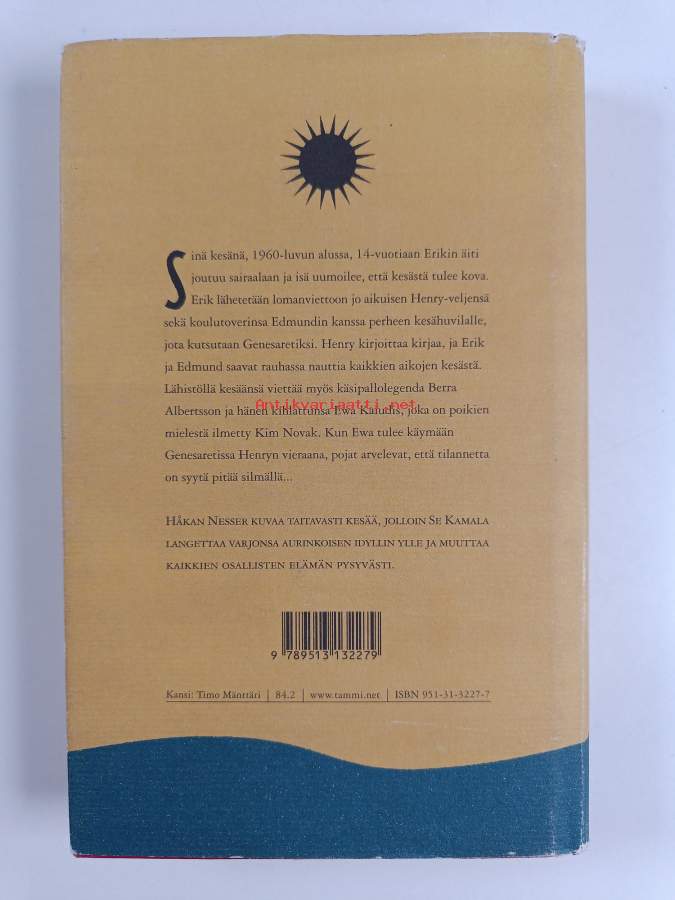 Sinä kesänä, 1960-luvun alussa, 14-vuotiaan Erikin äiti
joutuu sairaalaan ja isä uumoilee, että kesästä tulee kova.
Erik lähetetään lomanviettoon jo aikuisen Henry-veljensä
sekä koulutoverinsa Edmundin kanssa perheen kesähuvilalle,
jota kutsutaan Genesaretiksi. Henry kirjoittaa kirjaa, ja Erik
ja Edmund saavat rauhassa nauttia kaikkien aikojen kesästä.
Lähistöllä kesäänsä viettää myös käsipallolegenda Berra
Antikvariaatti.net
Albertsson ja hänen kihlattunsa Ewa Kaludis, joka on poikien
mielestä ilmetty Kim Novak. Kun Ewa tulee käymään
Genesaretissa Henryn vieraana, pojat arvelevat, että tilannetta
on syytä pitää silmällä...
Håkan Nesser kuvaa taitavasti kesää, jolloin Se Kamala
langettaa varjonsa aurinkoisen idyllin ylle ja muuttaa
kaikkien osallisten elämän pysyvästi.
9 789513 132279
Kansi: Timo Mänttäri | 84.2 | www.tammi.net | ISBN 951-31-3227-7